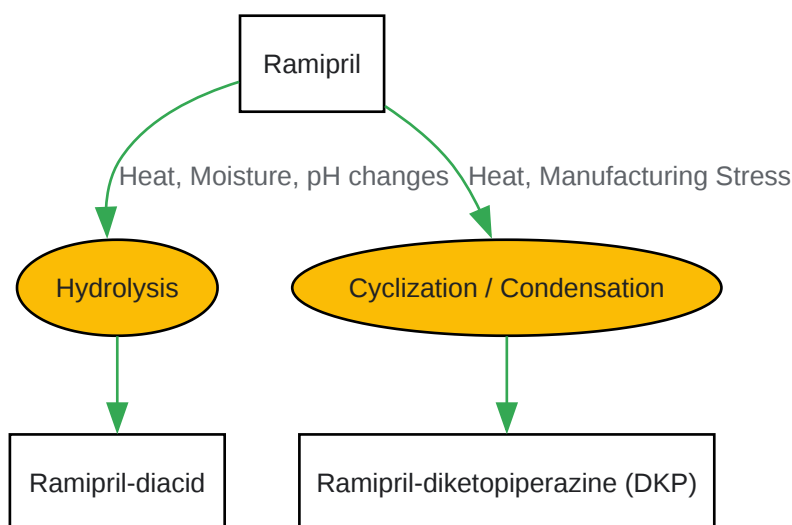 Ramipril
Heat, Moisture, pH changes
Heat, Manufacturing Stress
Hydrolysis
Cyclization / Condensation
Ramipril-diacid
Ramipril-diketopiperazine (DKP)